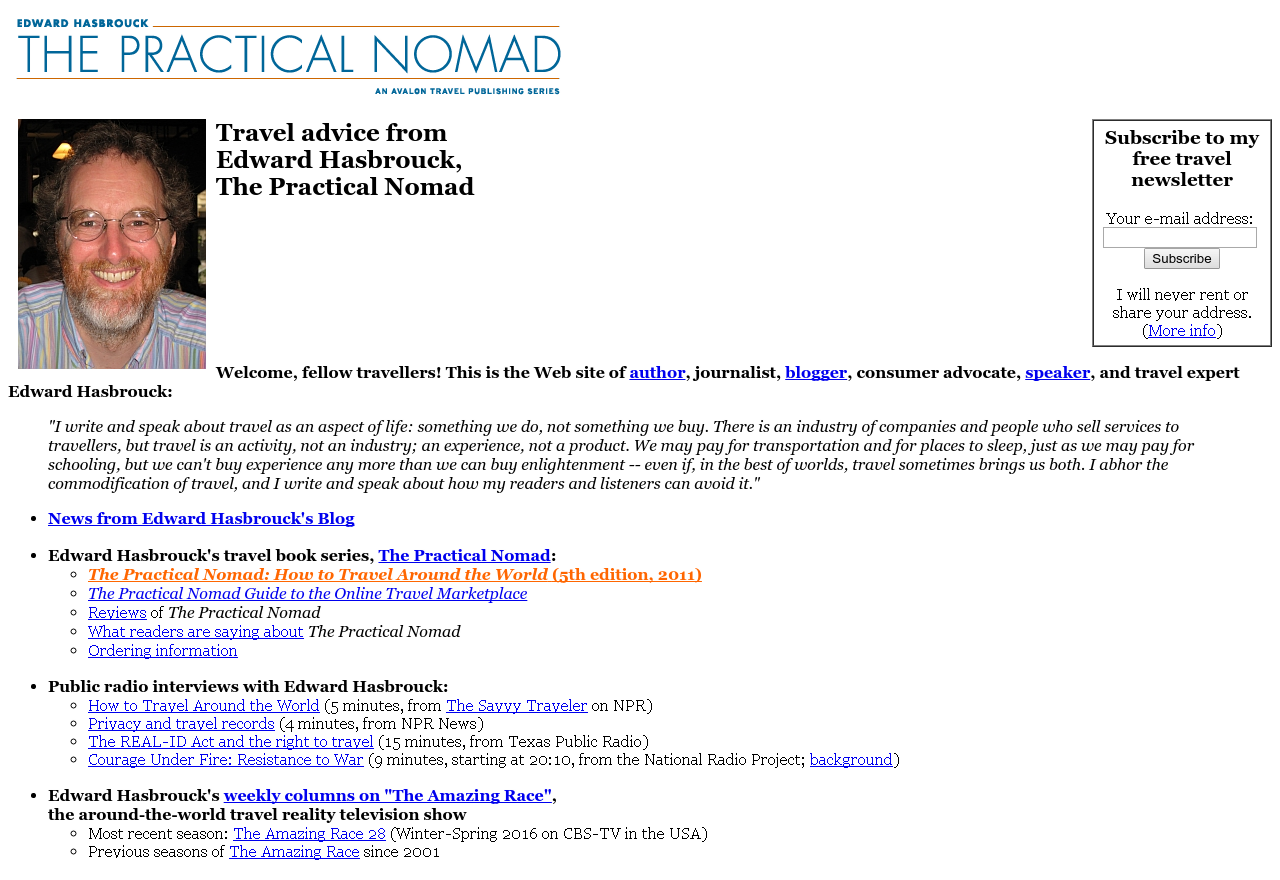 EDWARD HASBROUCK
THE PRACTICAL NOMAD
AN AVALON TRAVEL PUBLISHING SERIES
Travel advice from
Edward Hasbrouck,
The Practical Nomad
Subscribe to my
free travel
newsletter
Your e-mail address:
Subscribe
I will never rent or
share your address.
(More info)
Welcome, fellow travellers! This is the Web site of author, journalist, blogger, consumer advocate, speaker, and travel expert
Edward Hasbrouck:
"I write and speak about travel as an aspect of life: something we do, not something we buy. There is an industry of companies and people who sell services to
travellers, but travel is an activity, not an industry; an experience, not a product. We may pay for transportation and for places to sleep, just as we may pay for
schooling, but we can't buy experience any more than we can buy enlightenment -- even if, in the best of worlds, travel sometimes brings us both. I abhor the
commodification of travel, and I write and speak about how my readers and listeners can avoid it."
• News from Edward Hasbrouck's Blog
• Edward Hasbrouck's travel book series, The Practical Nomad:
◦ The Practical Nomad: How to Travel Around the World (5th edition, 2011)
◦ The Practical Nomad Guide to the Online Travel Marketplace
◦ Reviews of The Practical Nomad
◦ What readers are saying about The Practical Nomad
◦ Ordering information
• Public radio interviews with Edward Hasbrouck:
◦ How to Travel Around the World (5 minutes, from The Savvy Traveler on NPR)
◦ Privacy and travel records (4 minutes, from NPR News)
◦ The REAL-ID Act and the right to travel (15 minutes, from Texas Public Radio)
◦ Courage Under Fire: Resistance to War (9 minutes, starting at 20:10, from the National Radio Project; background)
• Edward Hasbrouck's weekly columns on "The Amazing Race",
the around-the-world travel reality television show
◦ Most recent season: The Amazing Race 28 (Winter-Spring 2016 on CBS-TV in the USA)
◦ Previous seasons of The Amazing Race since 2001